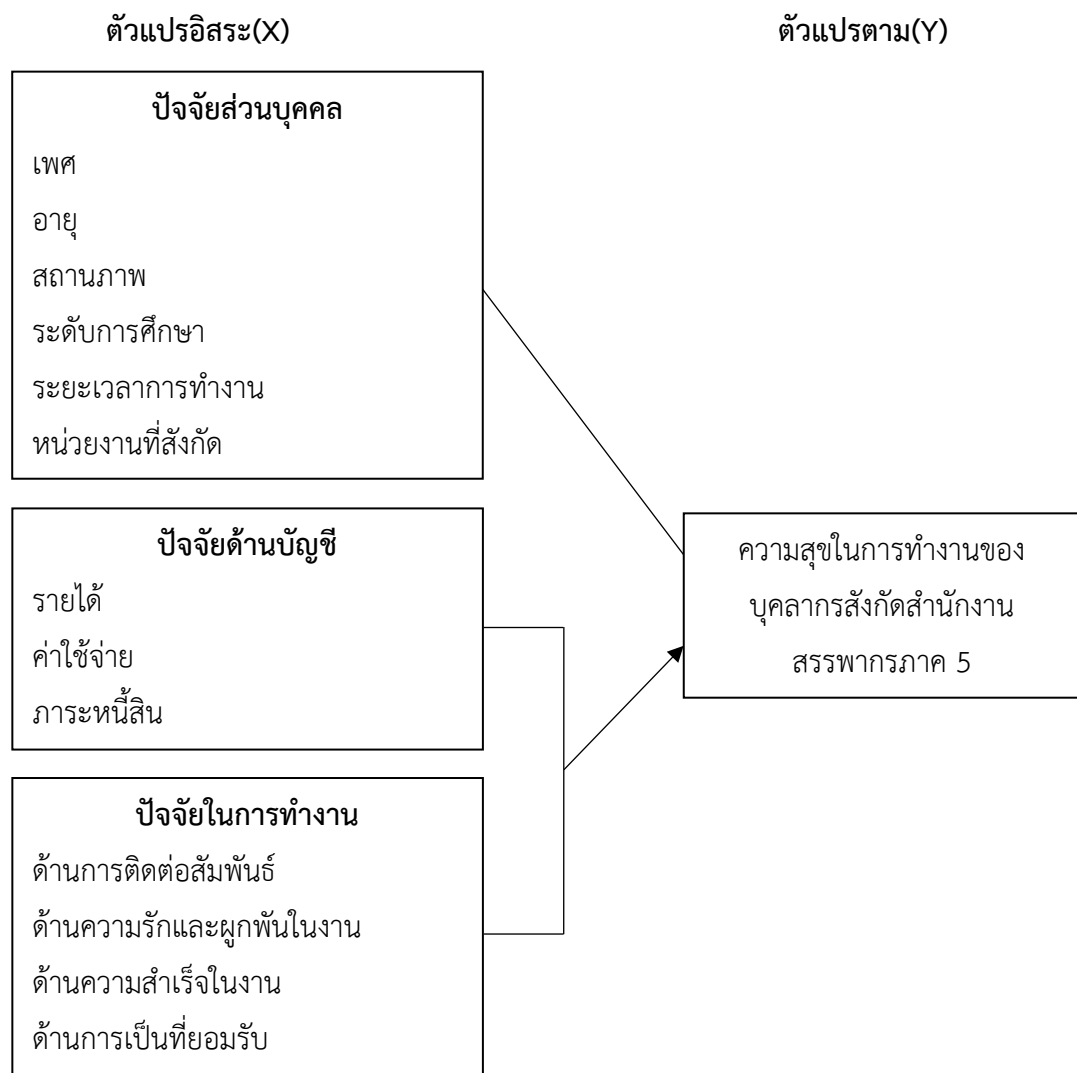 ตัวแปรอิสระ(X)
ตัวแปรตาม(Y)
ปัจจัยส่วนบุคคล
เพศ
อายุ
สถานภาพ
ระดับการศึกษา
ระยะเวลาการทำงาน
หน่วยงานที่สังกัด
ปัจจัยด้านบัญชี
รายได้
ค่าใช้จ่าย
ภาระหนี้สิน
ปัจจัยในการทำงาน
ด้านการติดต่อสัมพันธ์
ด้านความรักและผูกพันในงาน
ด้านความสำเร็จในงาน
ด้านการเป็นที่ยอมรับ
ความสุขในการทำงานของ
บุคลากรสังกัดสำนักงาน
สรรพากรภาค 5